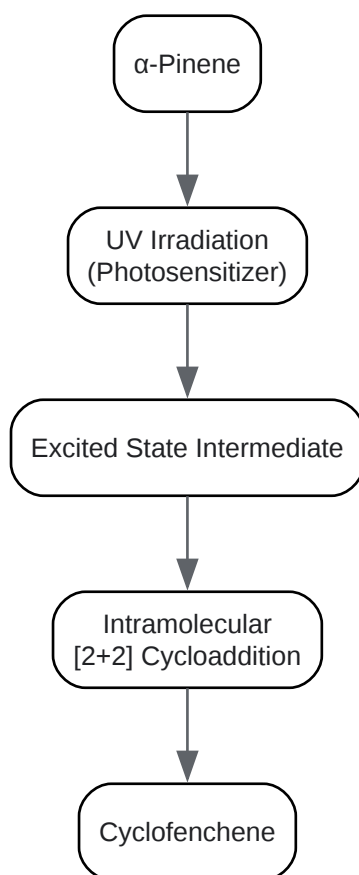 α-Pinene
UV Irradiation
(Photosensitizer)
Excited State Intermediate
Intramolecular
[2+2] Cycloaddition
Cyclofenchene